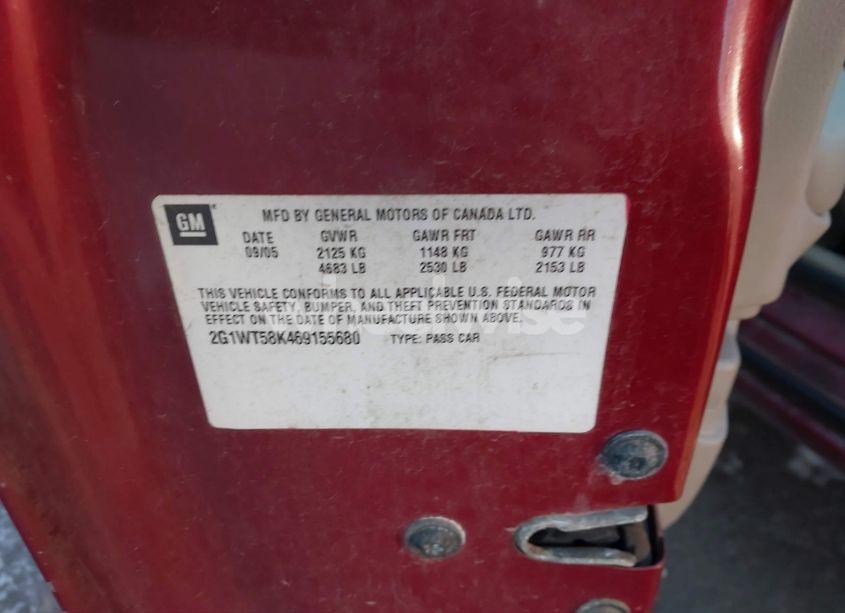 GM
MFD BY GENERAL MOTORS OF CANADA LTD.
DATE GVWR GAWR FRT GAWR RR
09/05 2125 KG 1148 KG 977 KG
4683 LB 2530 LB 2153 LB
THIS VEHICLE CONFORMS TO ALL APPLICABLE U.S. FEDERAL MOTOR
VEHICLE SAFETY, BUMPER, AND THEFT PREVENTION STANDARDS IN
EFFECT ON THE DATE OF MANUFACTURE SHOWN ABOVE.
2G1WT58K469155680 TYPE: PASS CAR